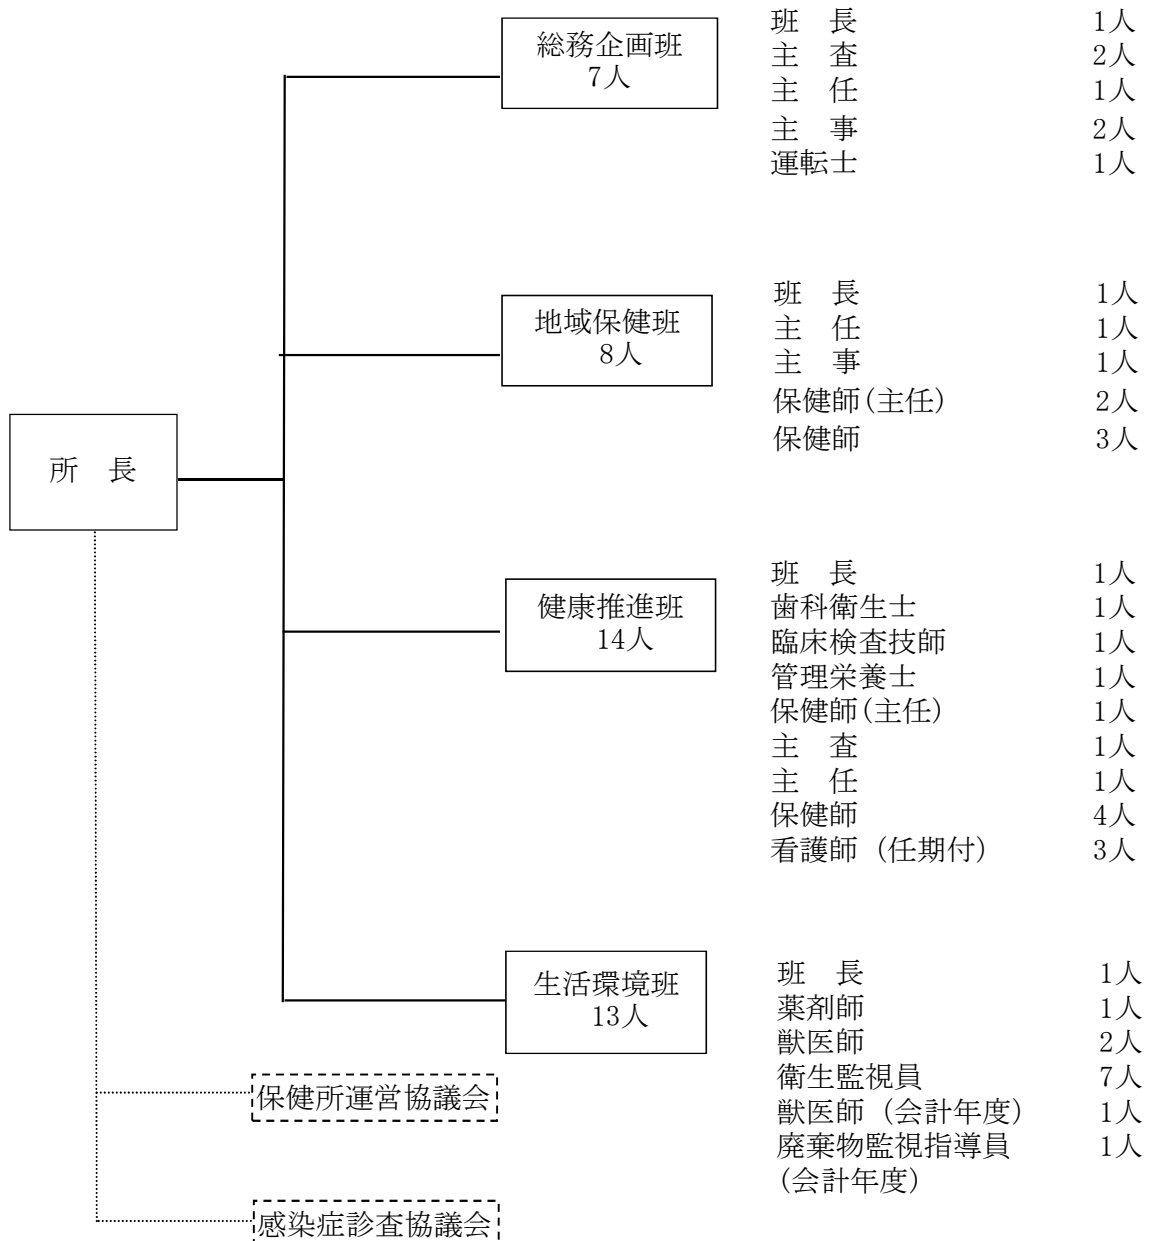 総務企画班
7人
班　長　1人
主　査　2人
主　任　1人
主　事　2人
運転士　1人
地域保健班
8人
班　長　1人
主　任　1人
主　事　1人
保健師(主任)　2人
保健師　3人
所　長
健康推進班
14人
班　長　1人
歯科衛生士　1人
臨床検査技師　1人
管理栄養士　1人
保健師(主任)　1人
主　査　1人
主　任　1人
保健師　4人
看護師（任期付）　3人
生活環境班
13人
班　長　1人
薬剤師　1人
獣医師　2人
衛生監視員　7人
獣医師（会計年度）　1人
廃棄物監視指導員　1人
(会計年度)
保健所運営協議会
感染症診査協議会